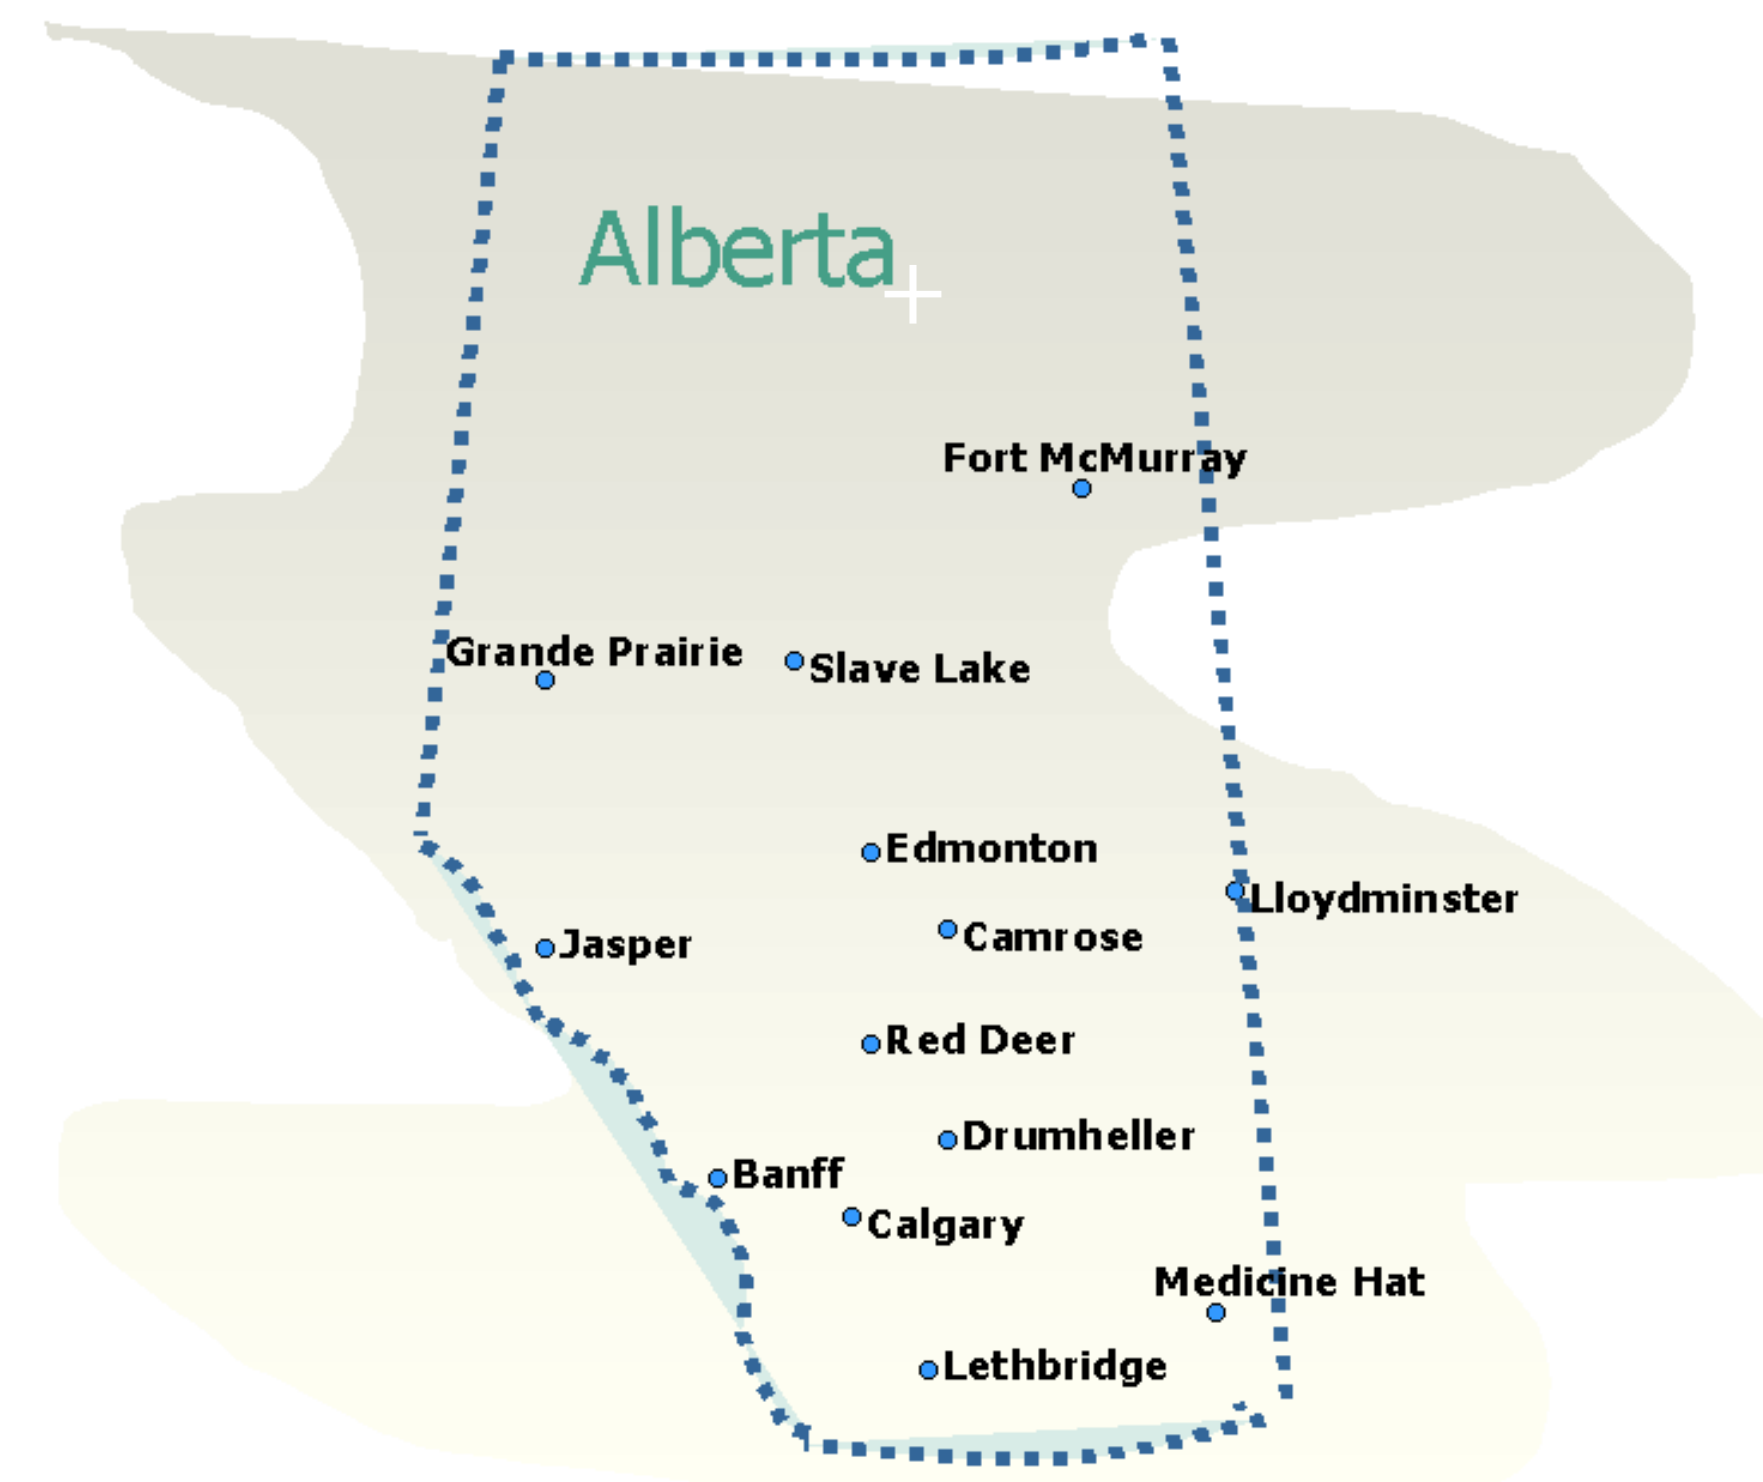 Alberta
Fort McMurray
Grande Prairie
Slave Lake
Edmonton
Lloydminster
Camrose
Jasper
Red Deer
Drumheller
Banff
Calgary
Medicine Hat
Lethbridge